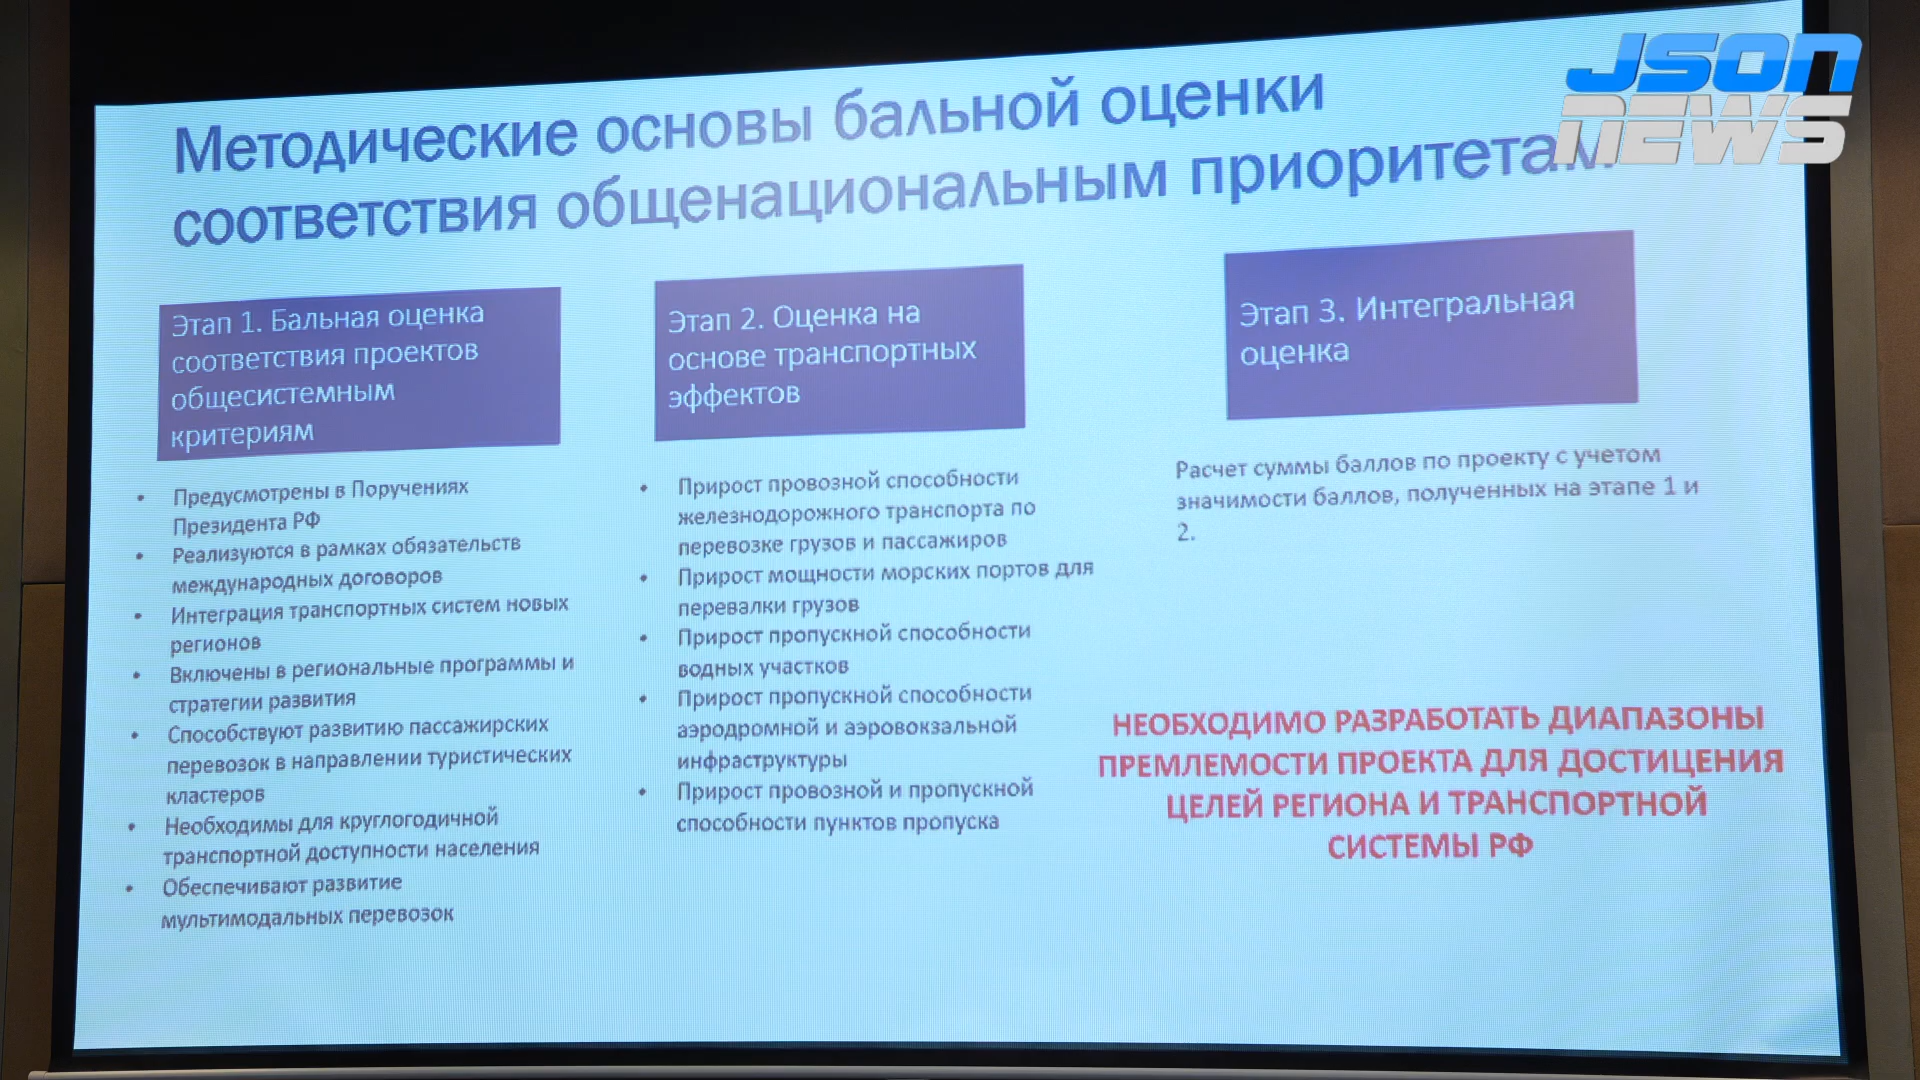 JSON
NEWS
Методические основы бальной оценки
соответствия общенациональным приоритетам
Этап 1. Бальная оценка
соответствия проектов
общесистемным
критериям
• Предусмотрены в Поручениях
Президента РФ
• Реализуются в рамках обязательств
международных договоров
• Интеграция транспортных систем новых
регионов
• Включены в региональные программы и
стратегии развития
• Способствуют развитию пассажирских
перевозок в направлении туристических
кластеров
• Необходимы для круглогодичной
транспортной доступности населения
• Обеспечивают развитие
мультимодальных перевозок
Этап 2. Оценка на
основе транспортных
эффектов
• Прирост провозной способности
железнодорожного транспорта по
перевозке грузов и пассажиров
• Прирост мощности морских портов для
перевалки грузов
• Прирост пропускной способности
водных участков
• Прирост пропускной способности
аэродромной и аэровокзальной
инфраструктуры
• Прирост провозной и пропускной
способности пунктов пропуска
Этап 3. Интегральная
оценка
Расчет суммы баллов по проекту с учетом
значимости баллов, полученных на этапе 1 и
2.
НЕОБХОДИМО РАЗРАБОТАТЬ ДИАПАЗОНЫ
ПРЕМЛЕМОСТИ ПРОЕКТА ДЛЯ ДОСТИЦЕНИЯ
ЦЕЛЕЙ РЕГИОНА И ТРАНСПОРТНОЙ
СИСТЕМЫ РФ